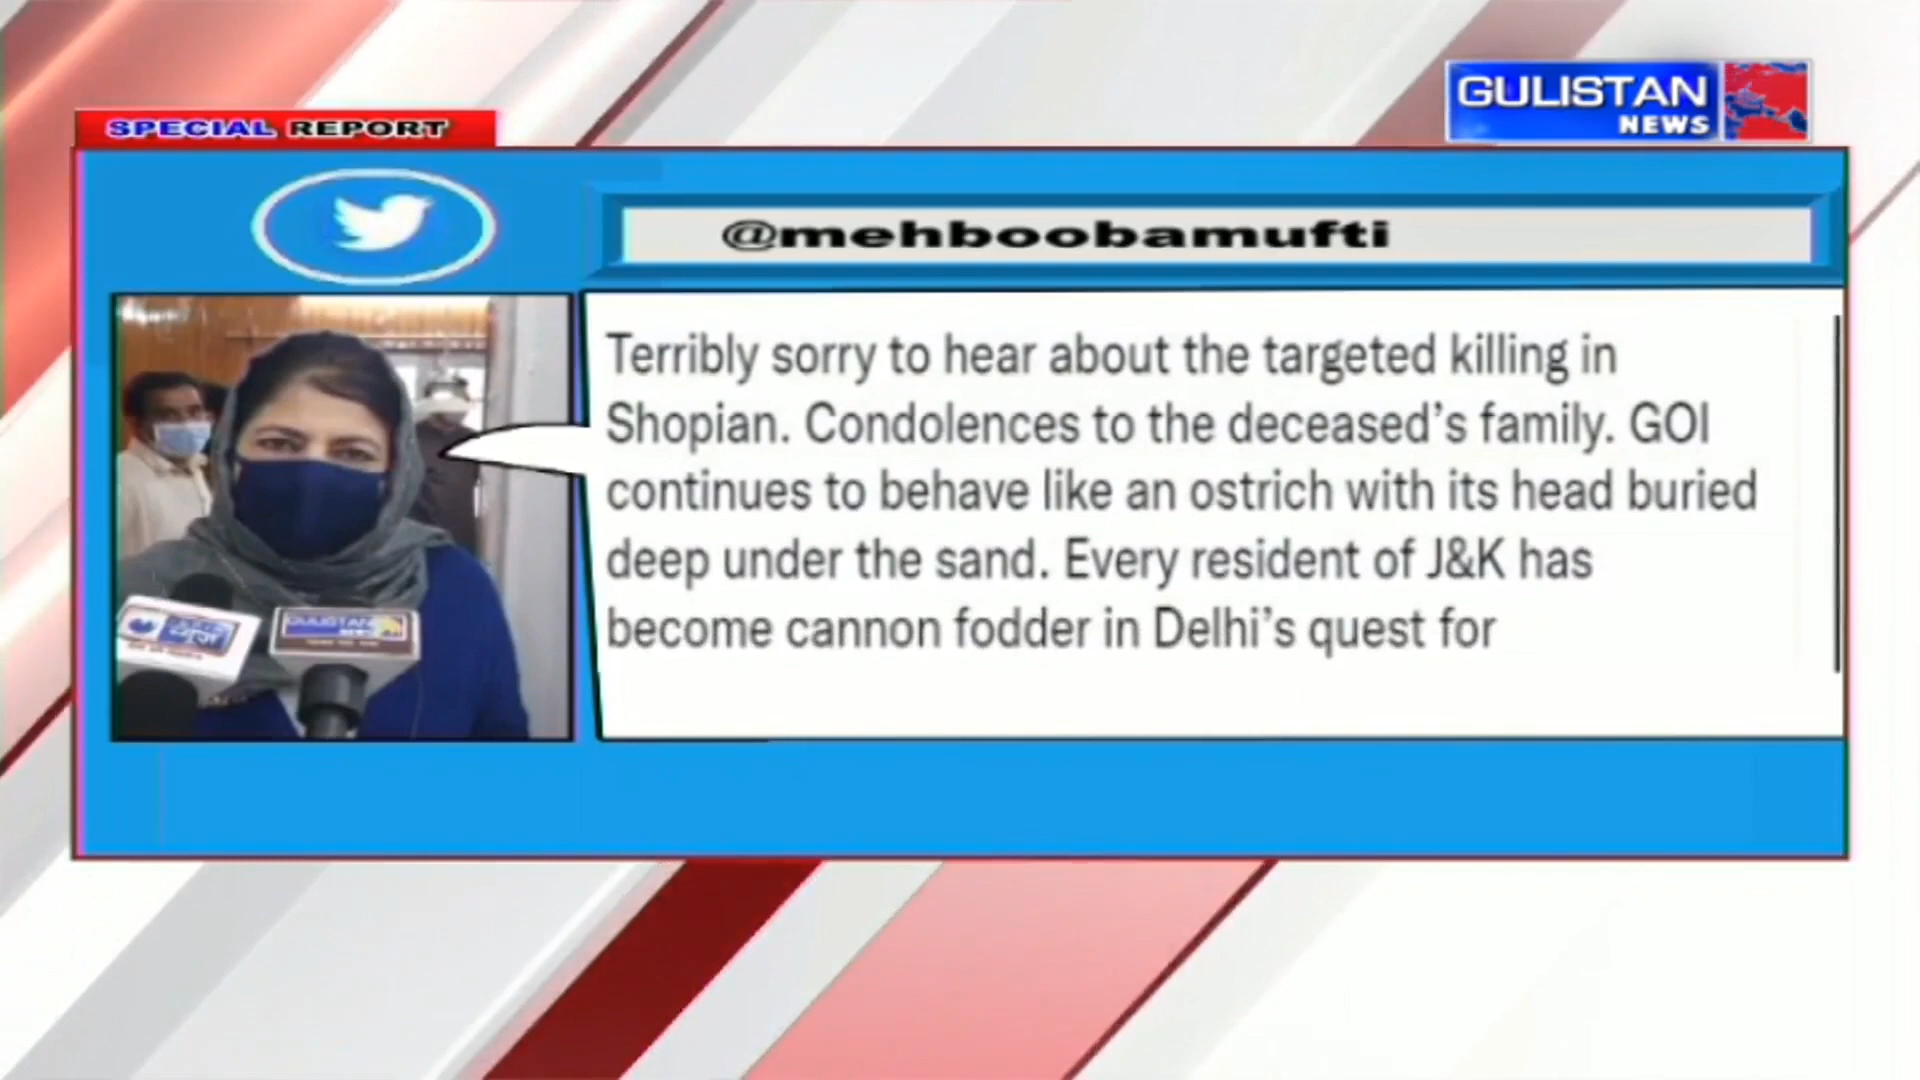 GULISTAN
NEWS
SPECIAL REPORT
@mehboobamufti
Terribly sorry to hear about the targeted killing in
Shopian. Condolences to the deceased’s family. GOI
continues to behave like an ostrich with its head buried
deep under the sand. Every resident of J&K has
become cannon fodder in Delhi’s quest for
न्यूज़
GULISTAN
NEWS